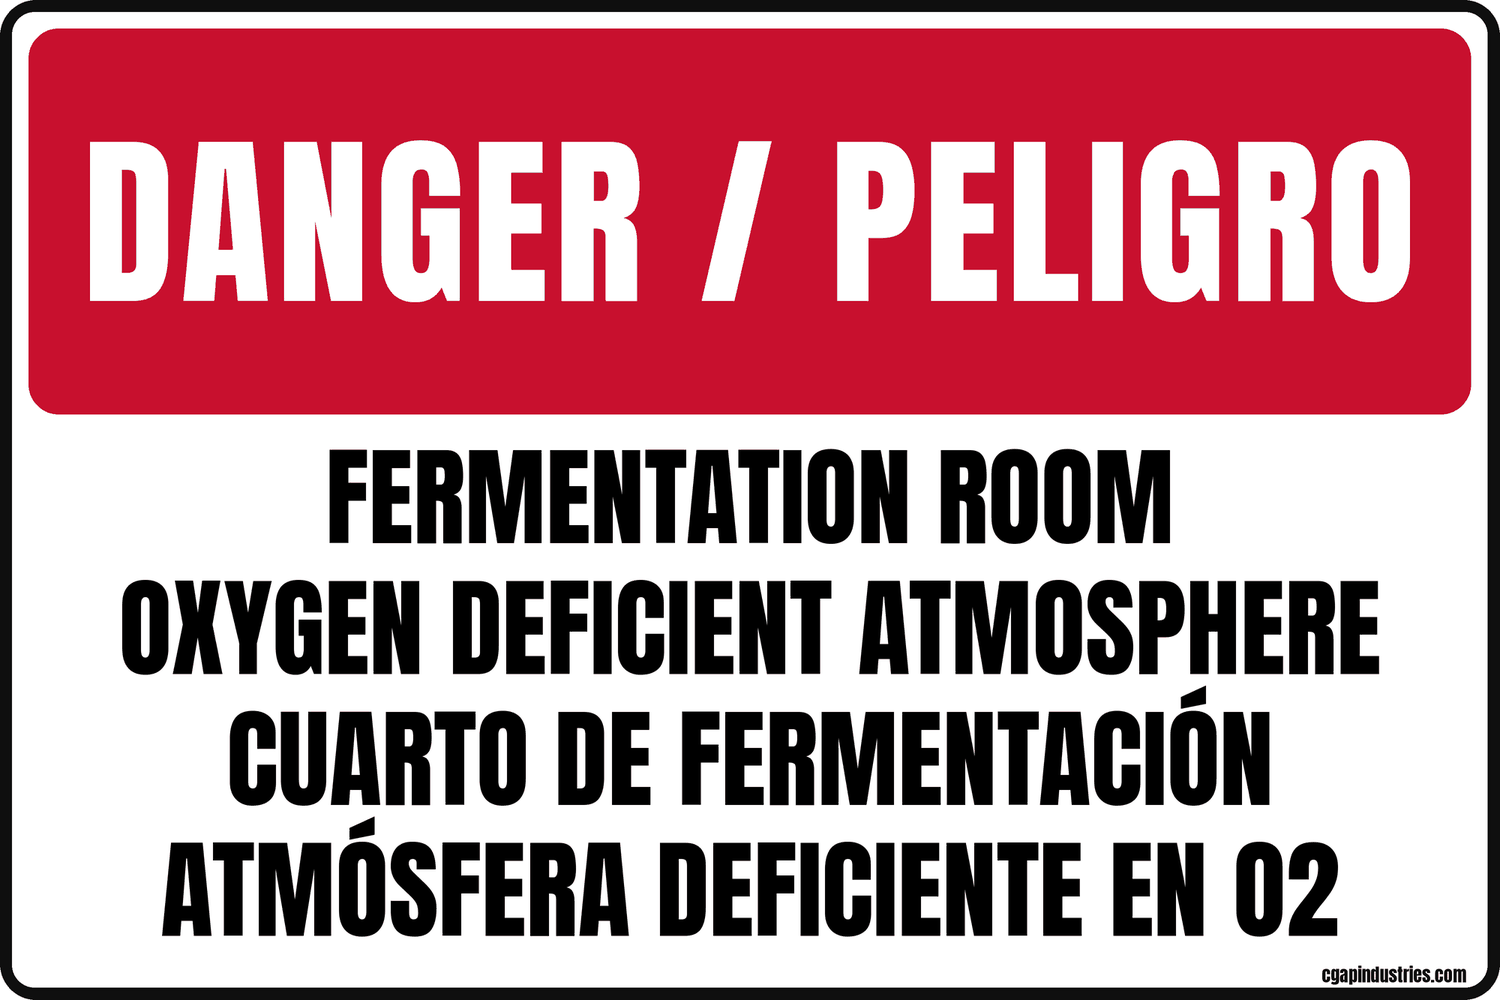 DANGER / PELIGRO
FERMENTATION ROOM
OXYGEN DEFICIENT ATMOSPHERE
CUARTO DE FERMENTACIÓN
ATMÓSFERA DEFICIENTE EN O2
cgapindustries.com